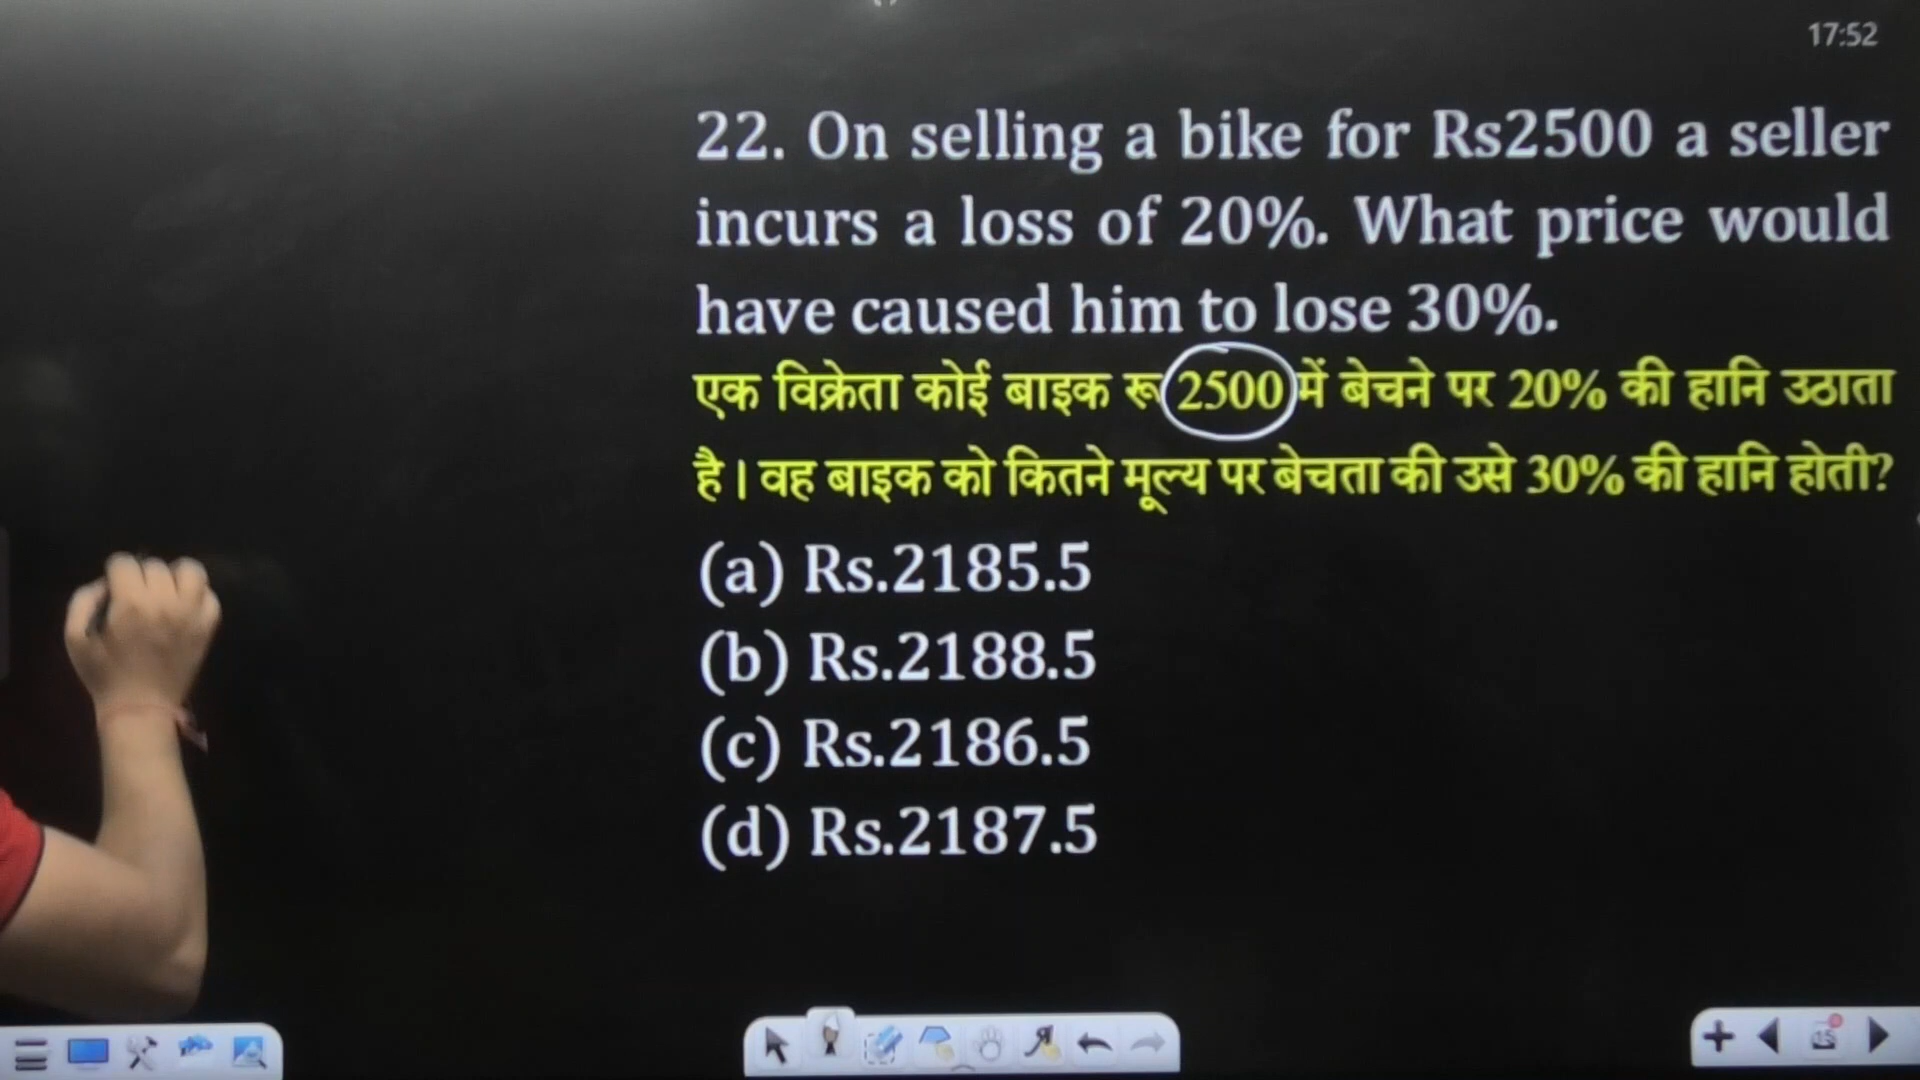 17:52
22. On selling a bike for Rs2500 a seller
incurs a loss of 20%. What price would
have caused him to lose 30%.
एक विक्रेता कोई बाइक रू 2500 में बेचने पर 20% की हानि उठाता
है। वह बाइक को कितने मूल्य पर बेचता की उसे 30% की हानि होती?
(a) Rs.2185.5
(b) Rs.2188.5
(c) Rs.2186.5
(d) Rs.2187.5
15